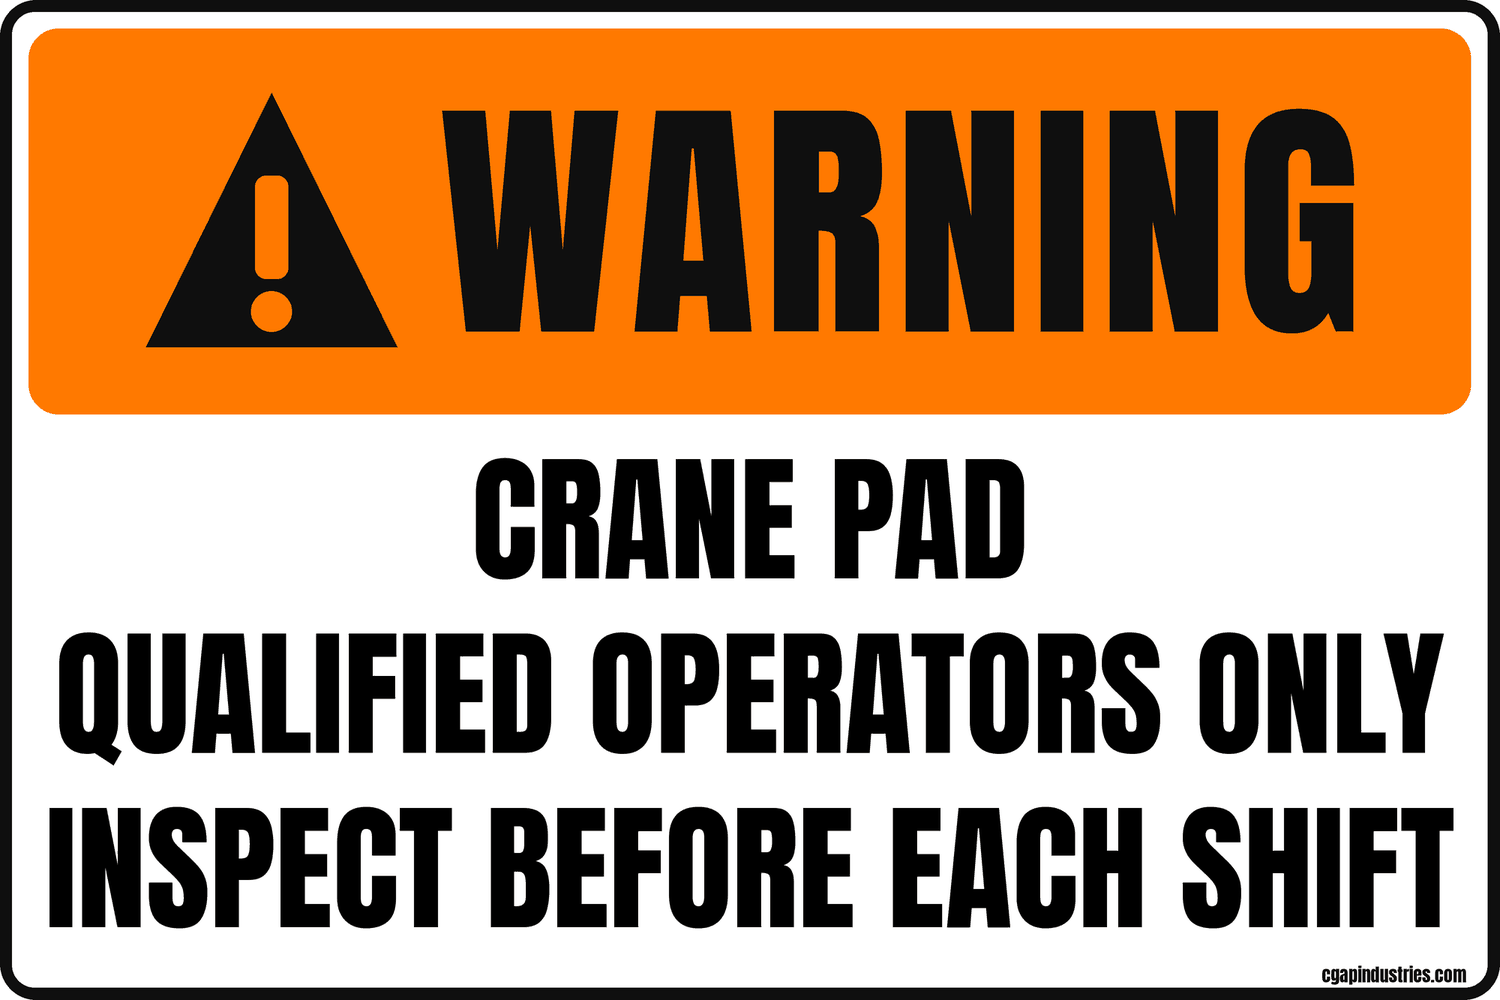 WARNING
CRANE PAD
QUALIFIED OPERATORS ONLY
INSPECT BEFORE EACH SHIFT
cgapindustries.com